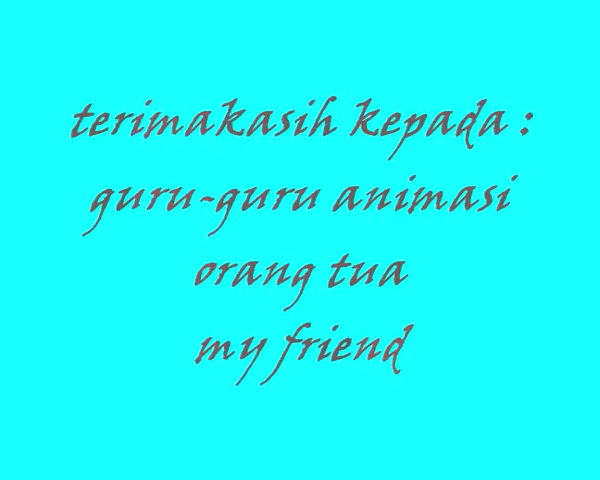 terimakasih kepada :
guru-guru animasi
orang tua
my friend